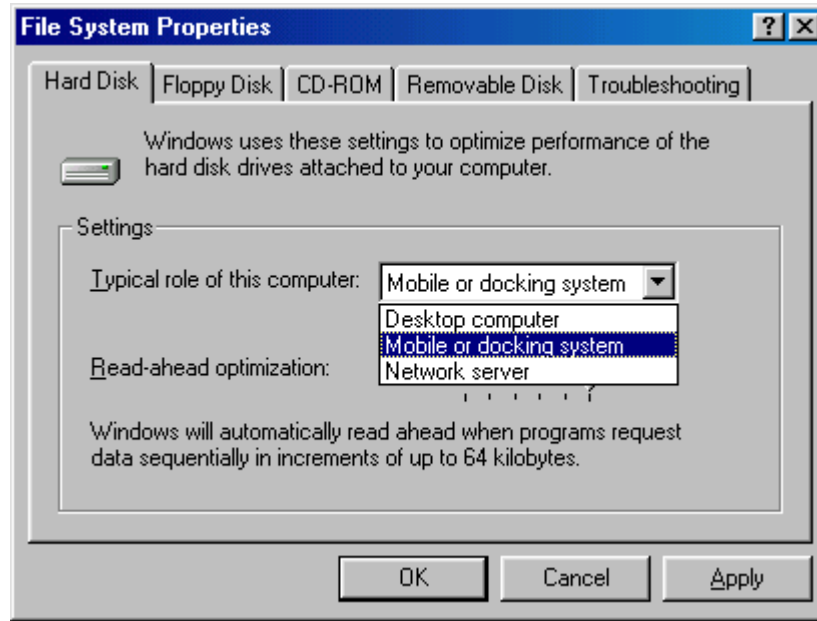 File System Properties
Hard Disk Floppy Disk CD-ROM Removable Disk Troubleshooting
Windows uses these settings to optimize performance of the
hard disk drives attached to your computer.
Settings
Typical role of this computer: Mobile or docking system
Desktop computer
Mobile or docking system
Read-ahead optimization: Network server
Windows will automatically read ahead when programs request
data sequentially in increments of up to 64 kilobytes.
OK Cancel Apply